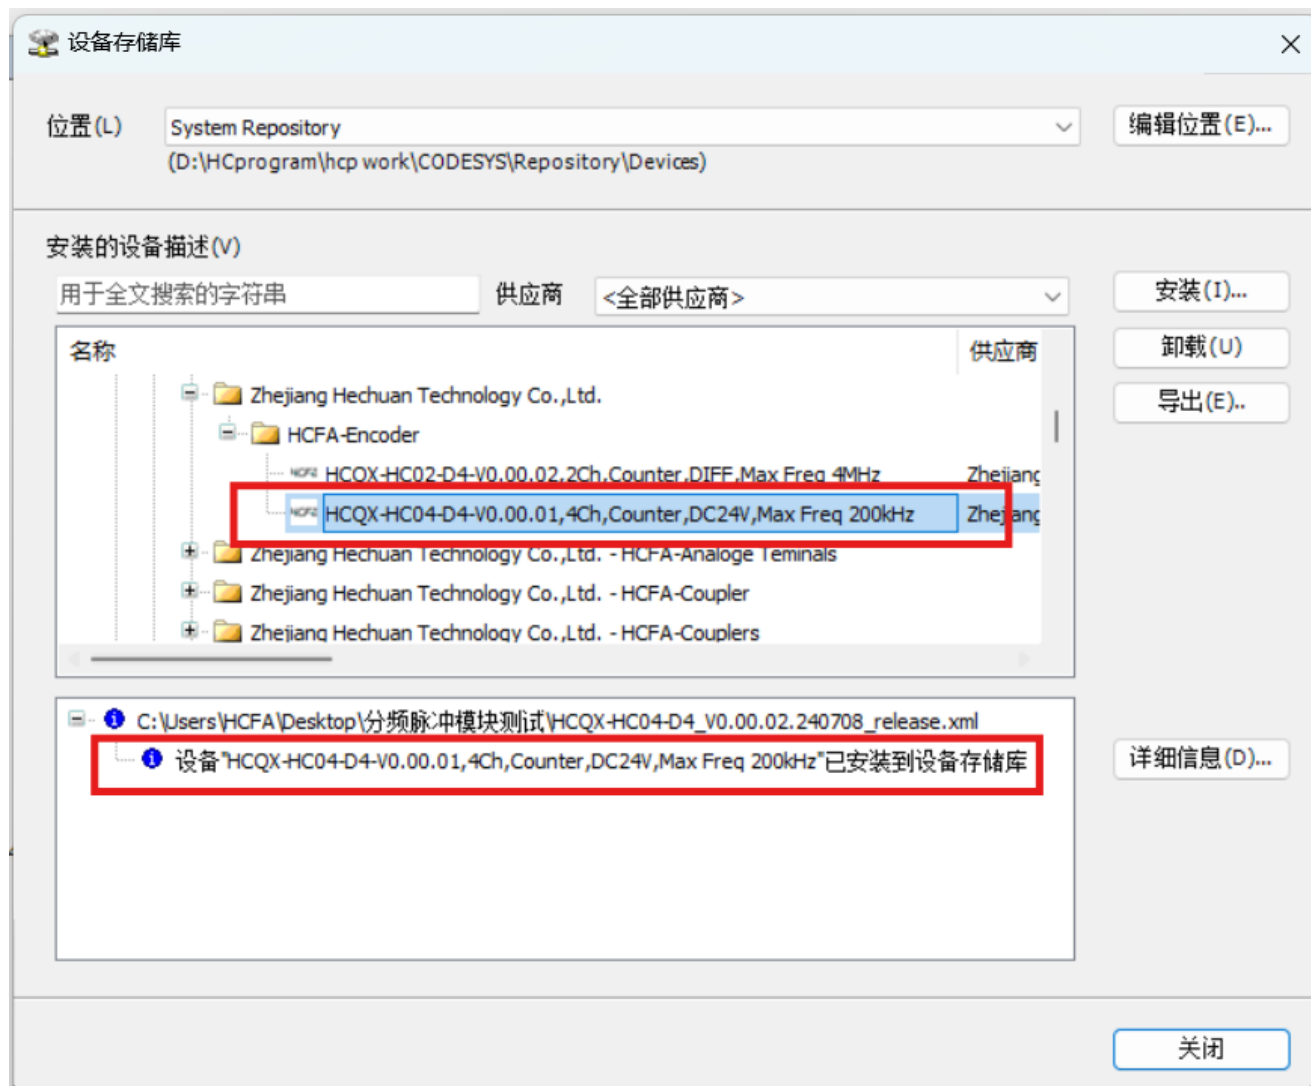 设备存储库
位置(L) System Repository 编辑位置(E)...
(D:\HCprogram\hcp work\CODESYS\Repository\Devices)
安装的设备描述(V)
用于全文搜索的字符串 供应商 <全部供应商> 安装(I)...
名称 供应商 卸载(U)
Zhejiang Hechuan Technology Co.,Ltd. 导出(E)..
HCFA-Encoder
HCQX-HC02-D4-V0.00.02,2Ch,Counter,DIFF,Max Freq 4MHz Zhejiang
HCQX-HC04-D4-V0.00.01,4Ch,Counter,DC24V,Max Freq 200kHz Zhejiang
Zhejiang Hechuan Technology Co.,Ltd. - HCFA-Analoge Teminals
Zhejiang Hechuan Technology Co.,Ltd. - HCFA-Coupler
Zhejiang Hechuan Technology Co.,Ltd. - HCFA-Couplers
C:\Users\HCFA\Desktop\分频脉冲模块测试\HCQX-HC04-D4_V0.00.02.240708_release.xml
设备"HCQX-HC04-D4-V0.00.01,4Ch,Counter,DC24V,Max Freq 200kHz"已安装到设备存储库 详细信息(D)...
关闭